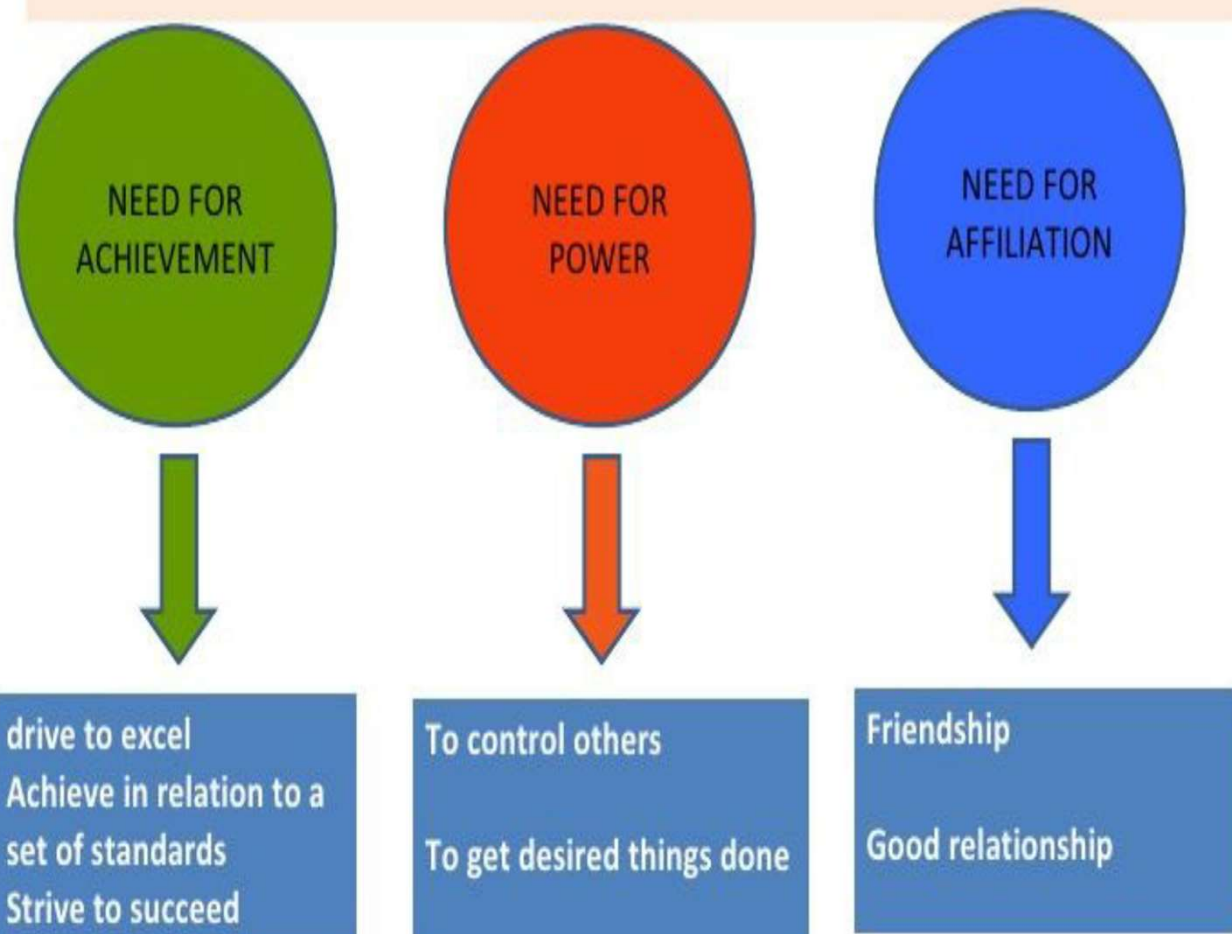 NEED FOR
ACHIEVEMENT
NEED FOR
POWER
NEED FOR
AFFILIATION
drive to excel
Achieve in relation to a
set of standards
Strive to succeed
To control others
To get desired things done
Friendship
Good relationship